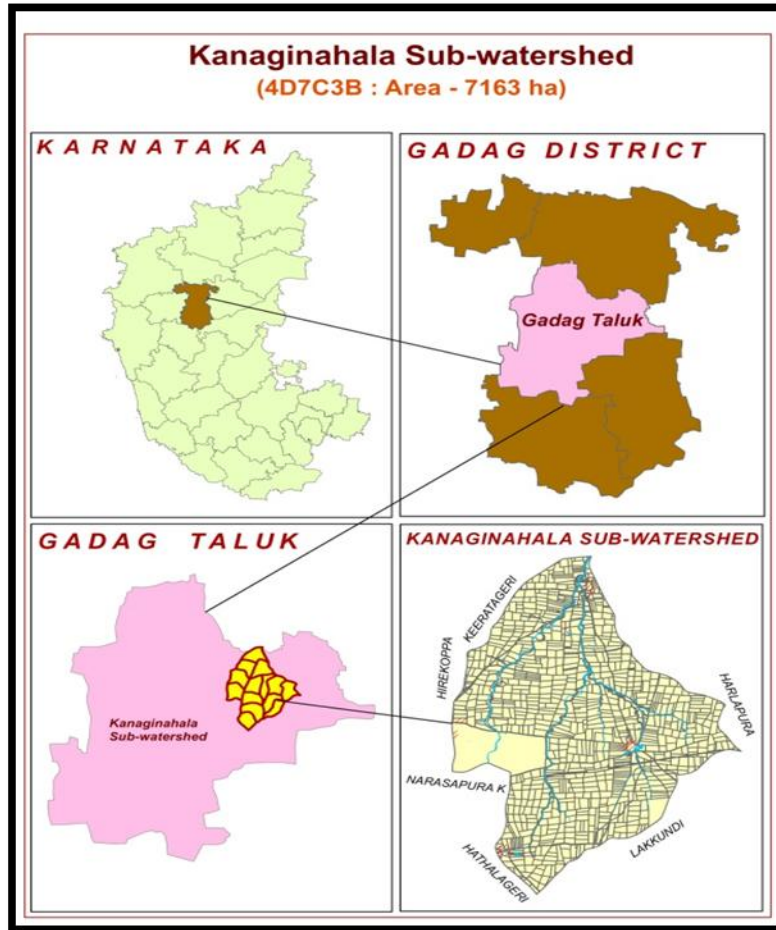 Kanaginahala Sub-watershed
(4D7C3B : Area - 7163 ha)
KARNATAKA
GADAG DISTRICT
Gadag Taluk
GADAG TALUK
Kanaginahala
Sub-watershed
KANAGINAHALA SUB-WATERSHED
KEERATAGERI
HIREKOPPA
HARLAPURA
NARASAPURA K
LAKKUNDI
HATHALAGERI